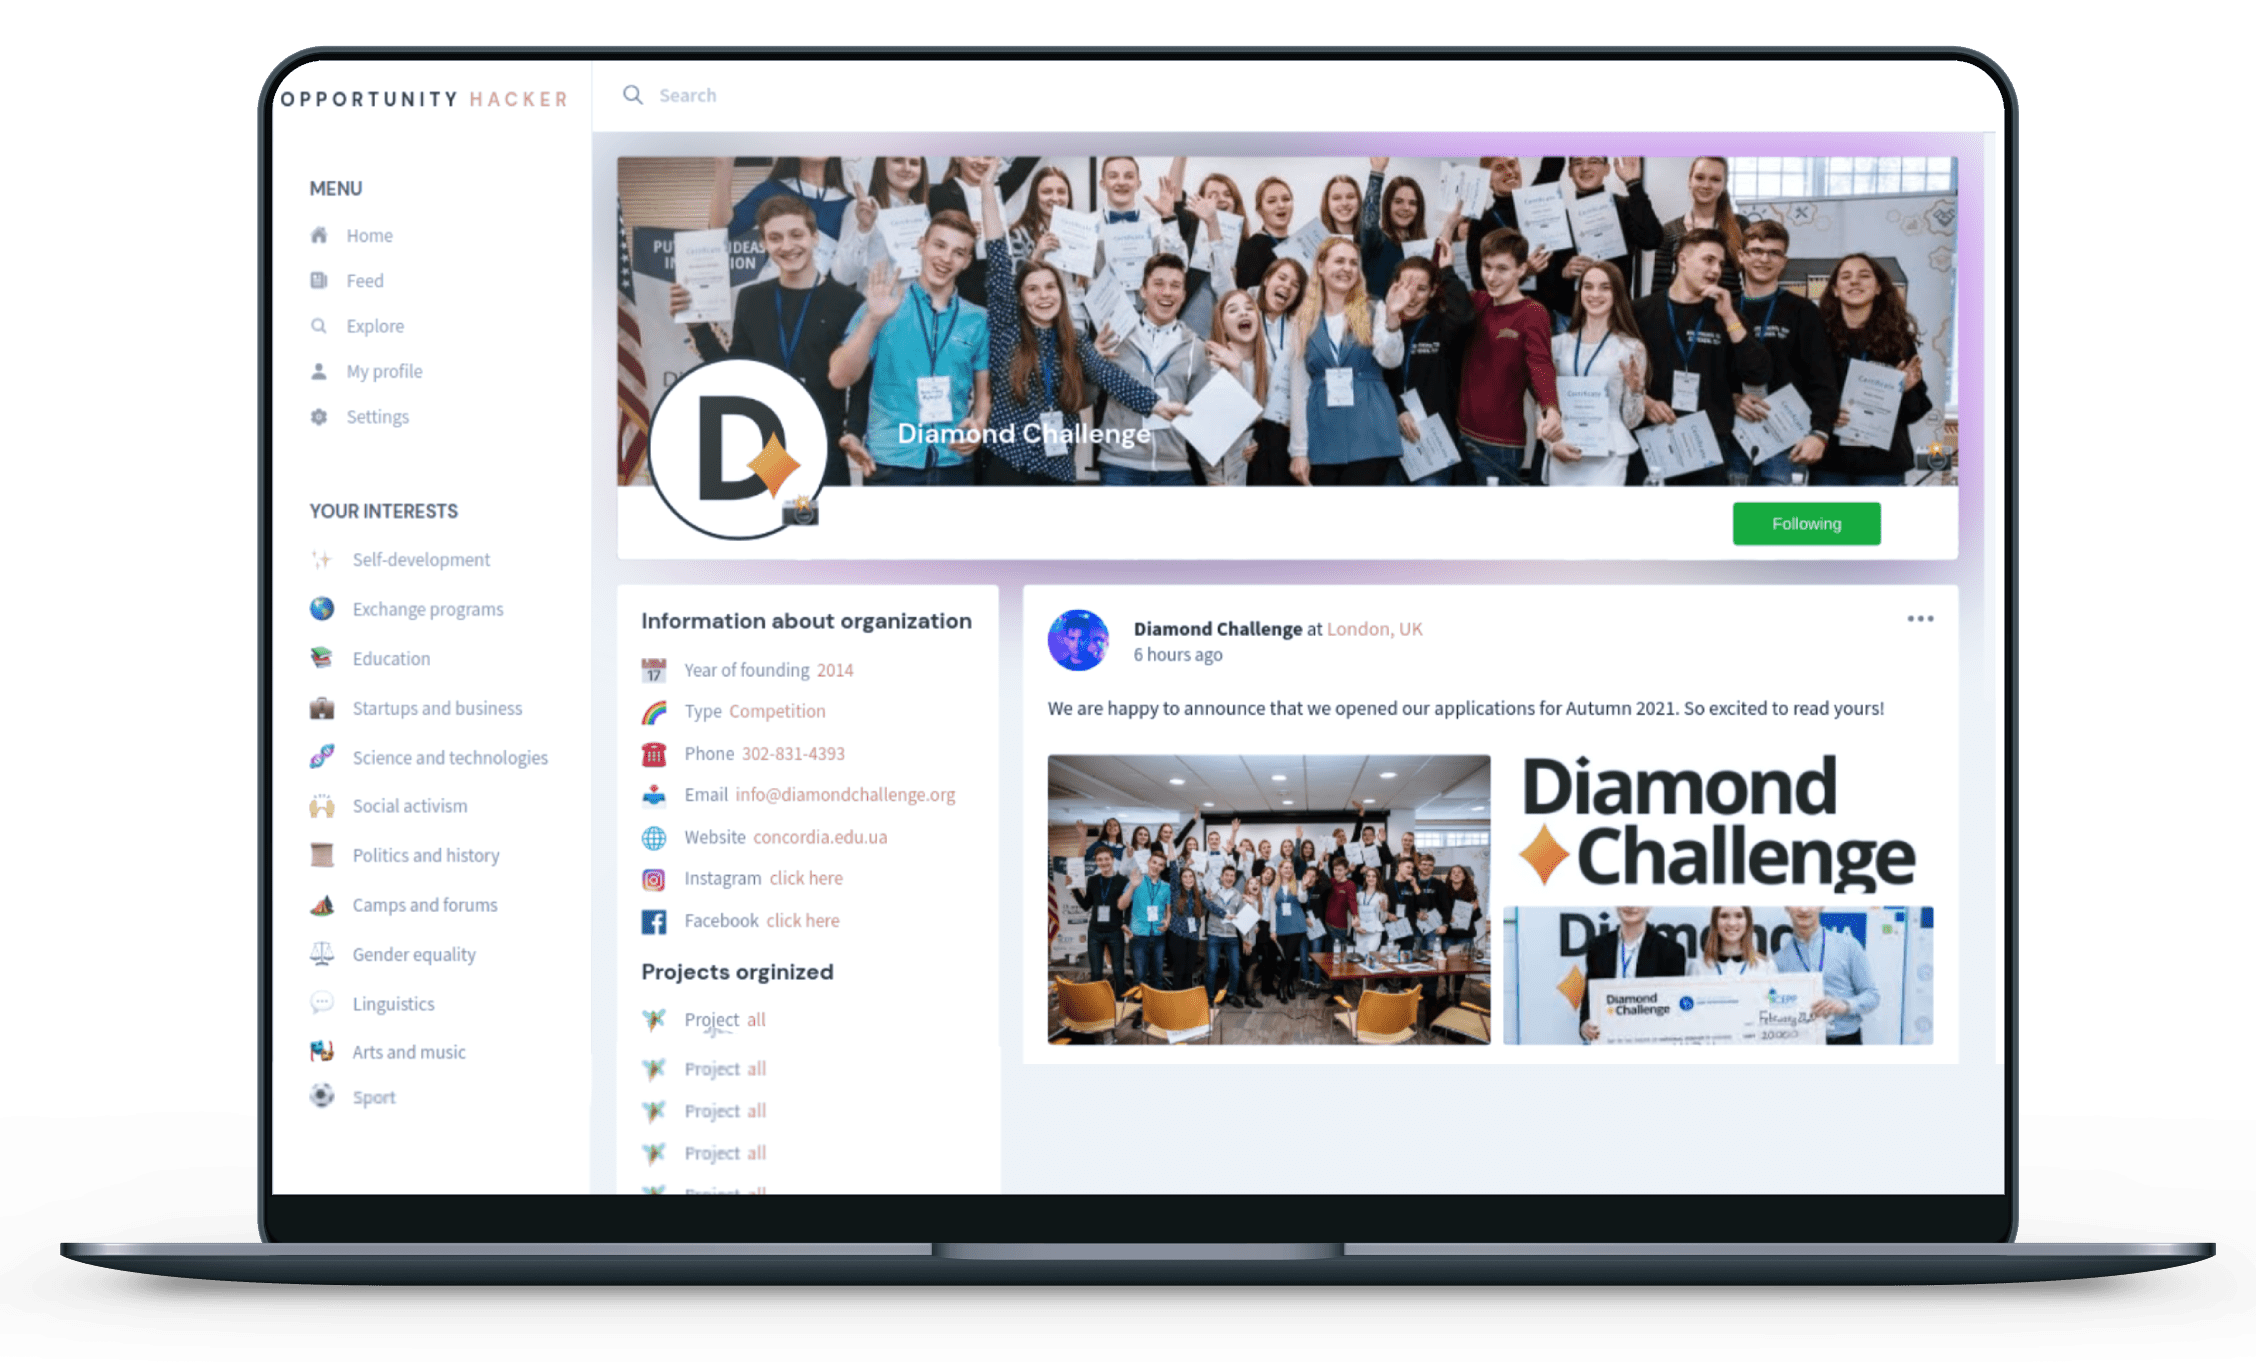 OPPORTUNITY HACKER
Search
MENU
Home
Feed
Explore
My profile
Settings
YOUR INTERESTS
Self-development
Exchange programs
Education
Startups and business
Science and technologies
Social activism
Politics and history
Camps and forums
Gender equality
Linguistics
Arts and music
Sport
D
Diamond Challenge
Following
Information about organization
17
Year of founding 2014
Type Competition
Phone 302-831-4393
Email info@diamondchallenge.org
Website concordia.edu.ua
Instagram click here
Facebook click here
Projects orginized
Project all
Project all
Project all
Project all
Project all
Diamond Challenge at London, UK
6 hours ago
We are happy to announce that we opened our applications for Autumn 2021. So excited to read yours!
Diamond
Challenge
Diamond
Challenge